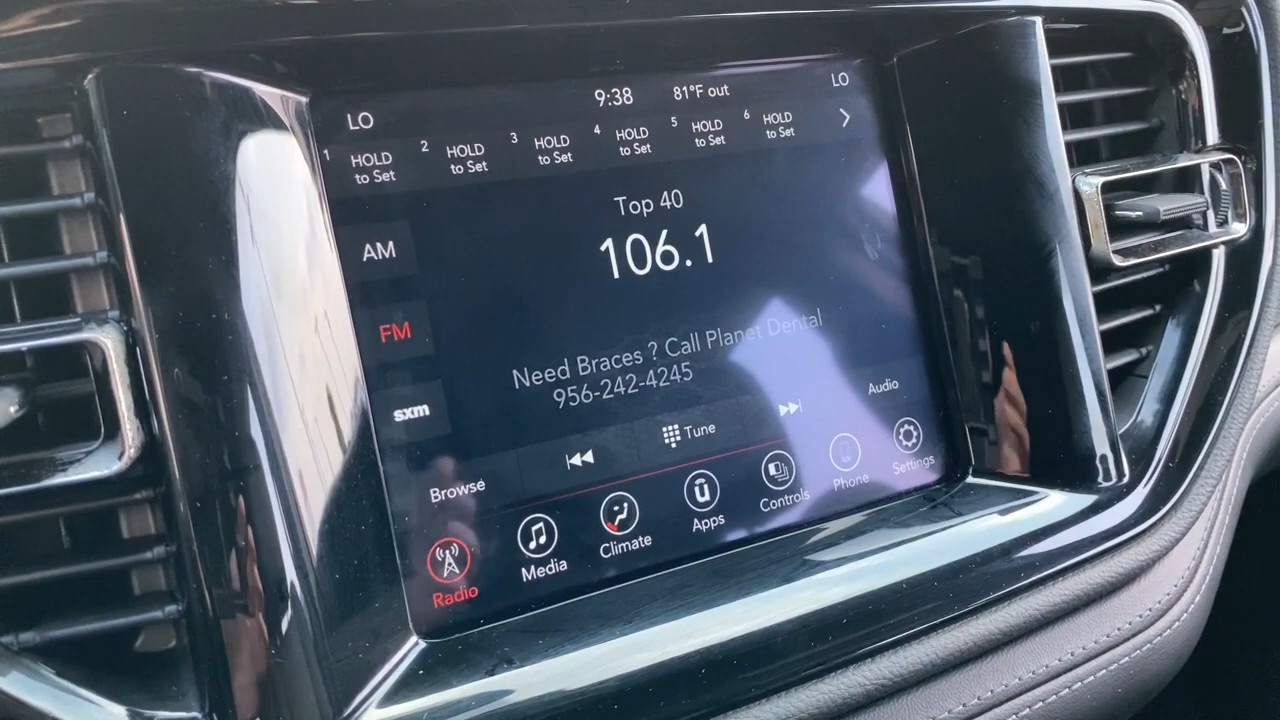 LO 9:38 81°F out LO
1 HOLD to Set 2 HOLD to Set 3 HOLD to Set 4 HOLD to Set 5 HOLD to Set 6 HOLD to Set
Top 40
106.1
AM
FM
sxm
Need Braces ? Call Planet Dental
956-242-4245
Browse Tune Audio
Radio Media Climate Apps Controls Phone Settings